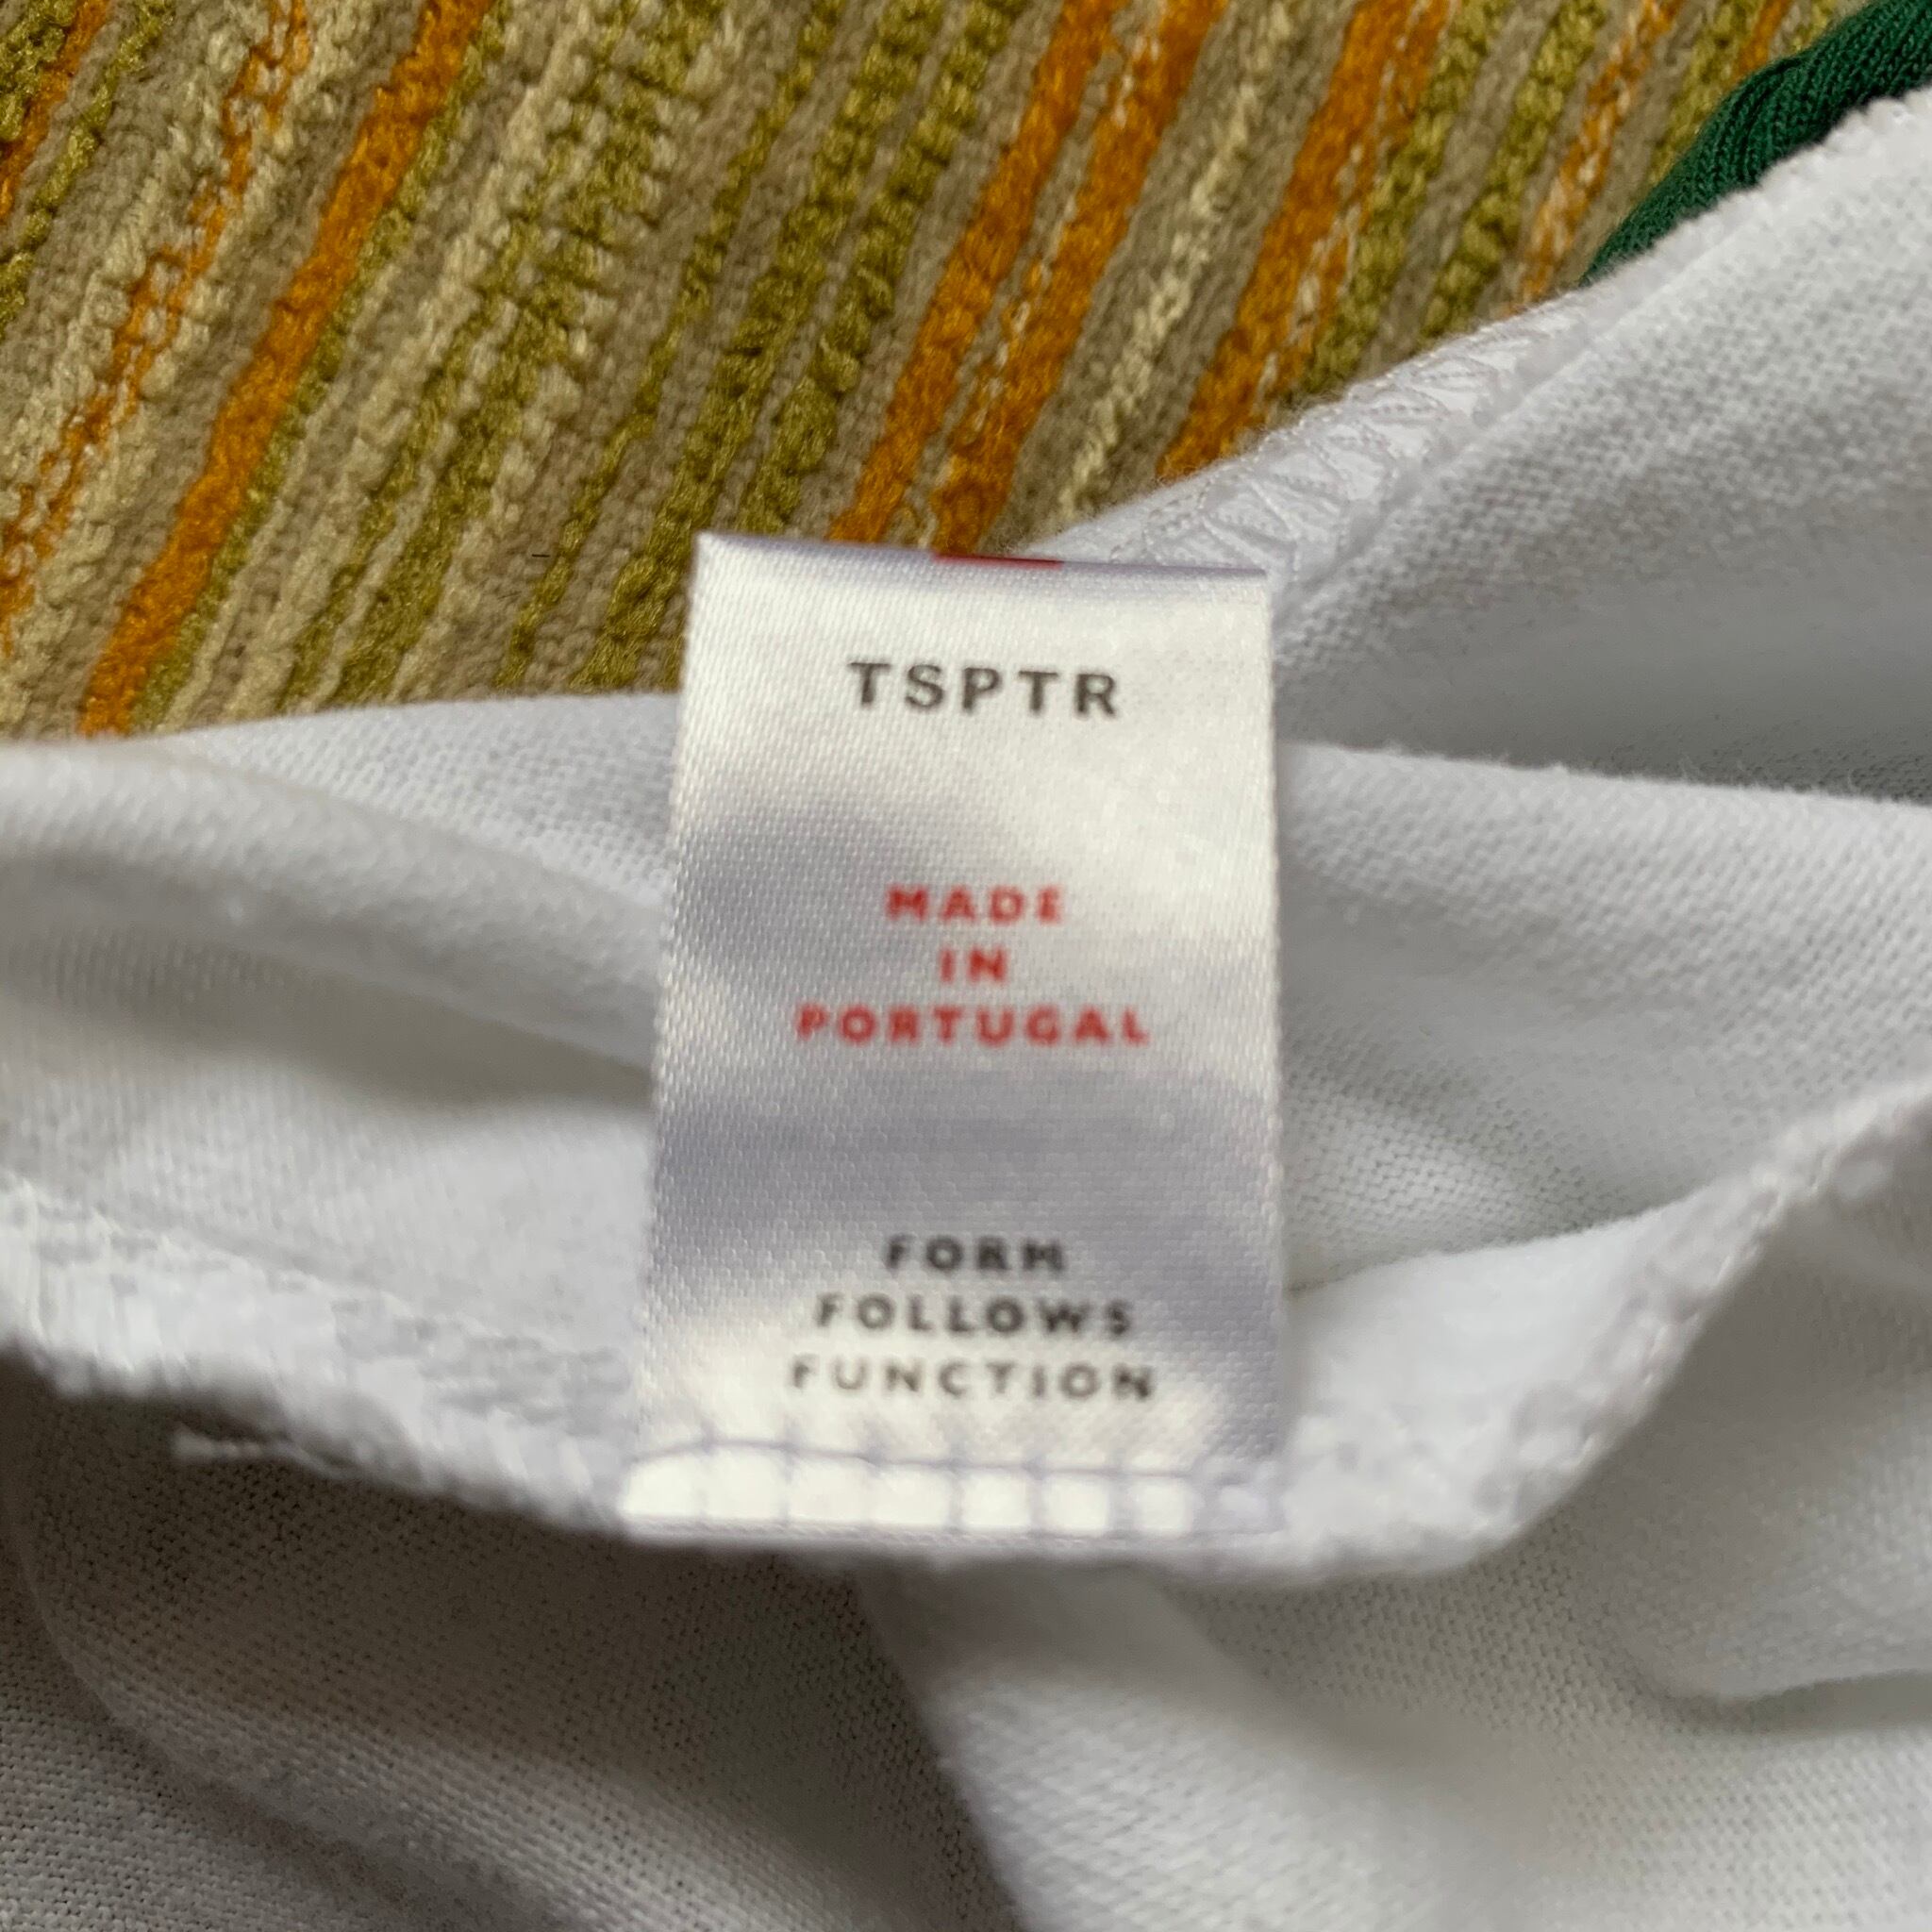 TSPTR
MADE
IN
PORTUGAL
FORM
FOLLOWS
FUNCTION